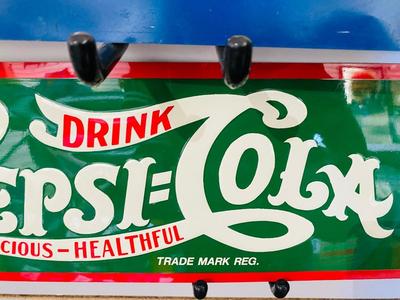 DRINK
EPSI=COLA
CIOUS-HEALTHFUL
TRADE MARK REG.